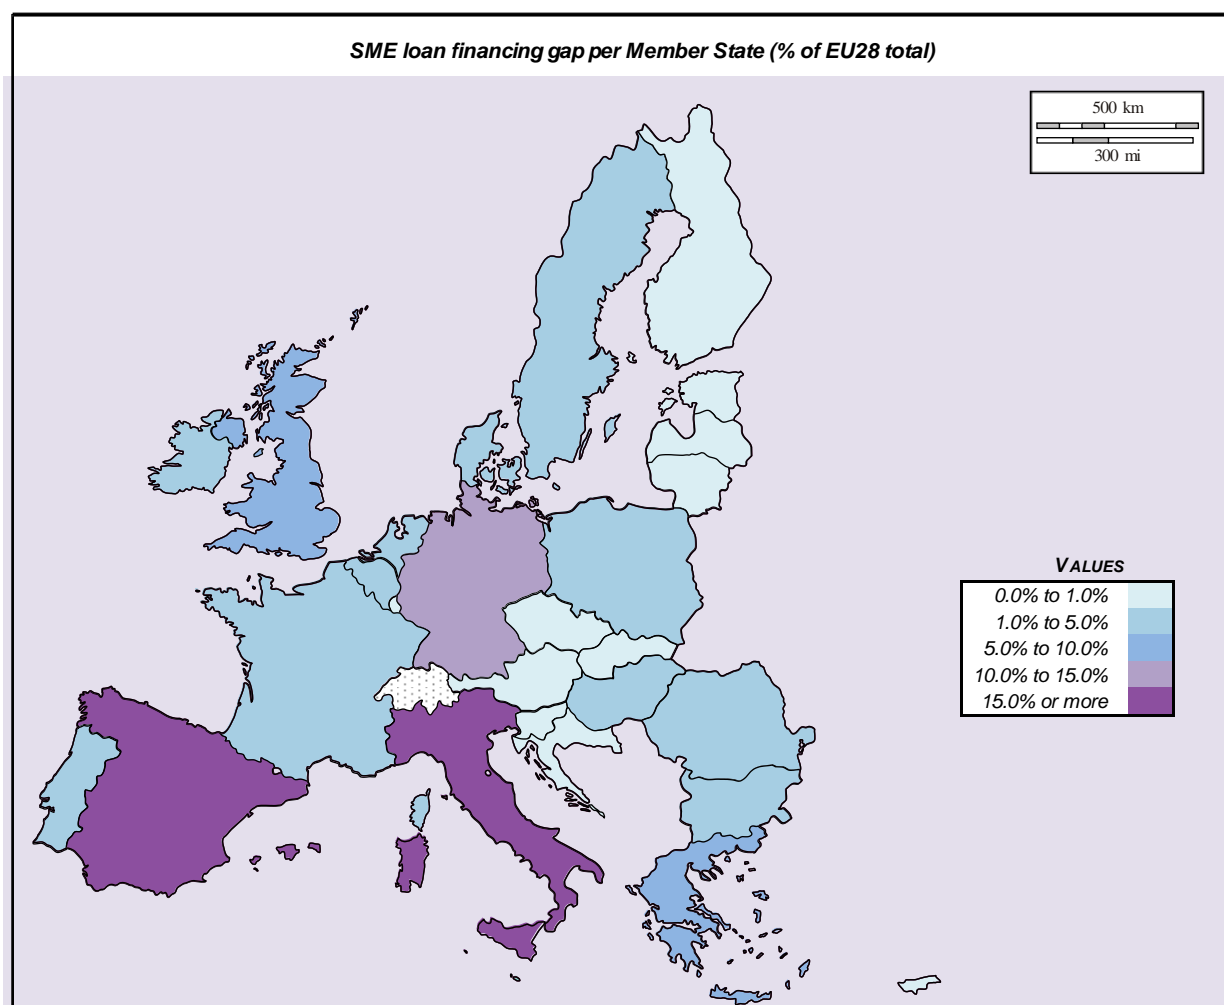 SME loan financing gap per Member State (% of EU28 total)
500 km
300 mi
VALUES
0.0% to 1.0%
1.0% to 5.0%
5.0% to 10.0%
10.0% to 15.0%
15.0% or more